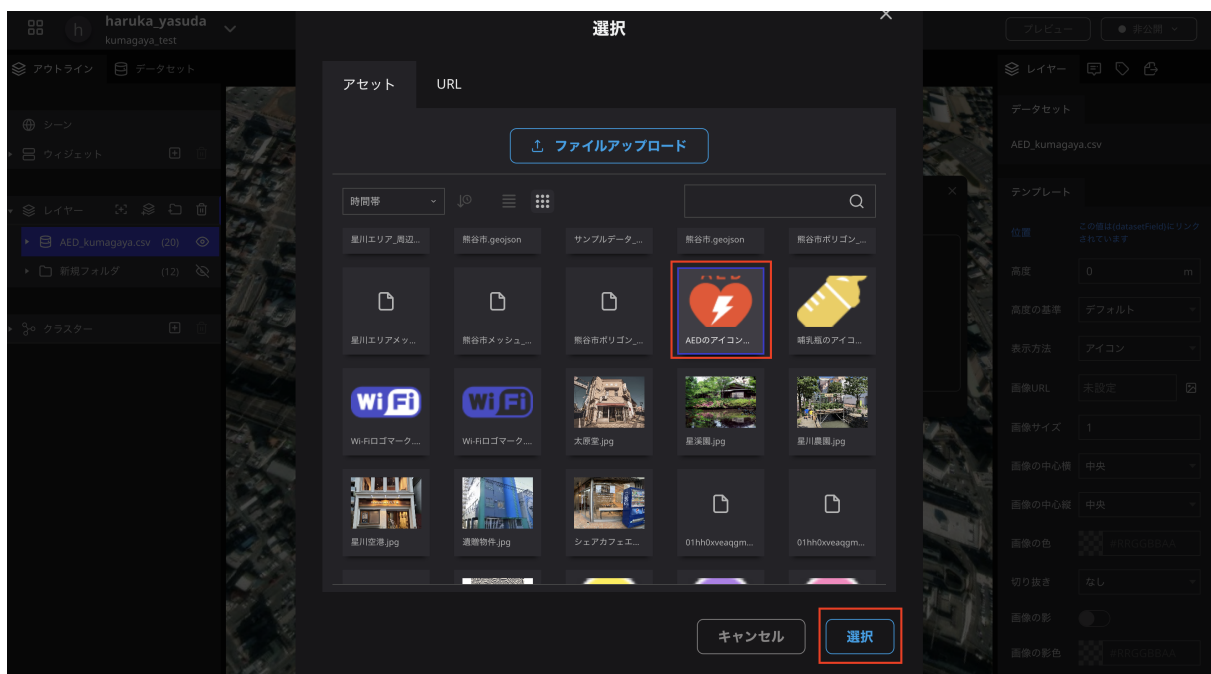 haruka_yasuda
h
kumagaya_test
選択
プレビュー
非公開
アウトライン
データセット
レイヤー
アセット
URL
シーン
ウィジェット
レイヤー
AED_kumagaya.csv (20)
新規フォルダ (12)
クラスター
ファイルアップロード
時間帯
星川エリア_周辺...
熊谷市.geojson
サンプルデータ_...
熊谷市.geojson
熊谷市ポリゴン_...
星川エリアメッ...
熊谷市メッシュ_...
熊谷市ポリゴン_...
AED
AEDのアイコン...
哺乳瓶のアイコ...
Wi Fi
Wi-Fiロゴマーク....
Wi Fi
Wi-Fiロゴマーク....
太原堂.jpg
星溪園.jpg
星川農園.jpg
星川空港.jpg
遺贈物件.jpg
シェアカフェエ...
01hh0xveaqgm...
01hh0xveaqgm...
キャンセル
選択
データセット
AED_kumagaya.csv
テンプレート
位置
この値は{datasetField}にリンク
されています
高度
0
m
高度の基準
デフォルト
表示方法
アイコン
画像URL
未設定
画像サイズ
1
画像の中心横
中央
画像の中心縦
中央
画像の色
#RRGGBBAA
切り抜き
なし
画像の影
画像の影色
#RRGGBBAA